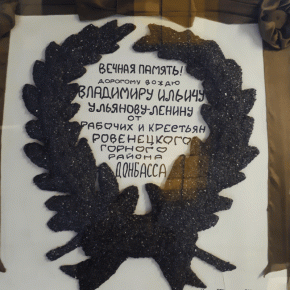 ВЕЧНАЯ ПАМЯТЬ!
ДОРОГОМУ ВОЖДЮ
ВЛАДИМИРУ ИЛЬИЧУ
УЛЬЯНОВУ-ЛЕНИНУ
ОТ
РАБОЧИХ И КРЕСТЬЯН
РОВЕНЕЦКОГО
ГОРНОГО
РАЙОНА
ДОНБАССА